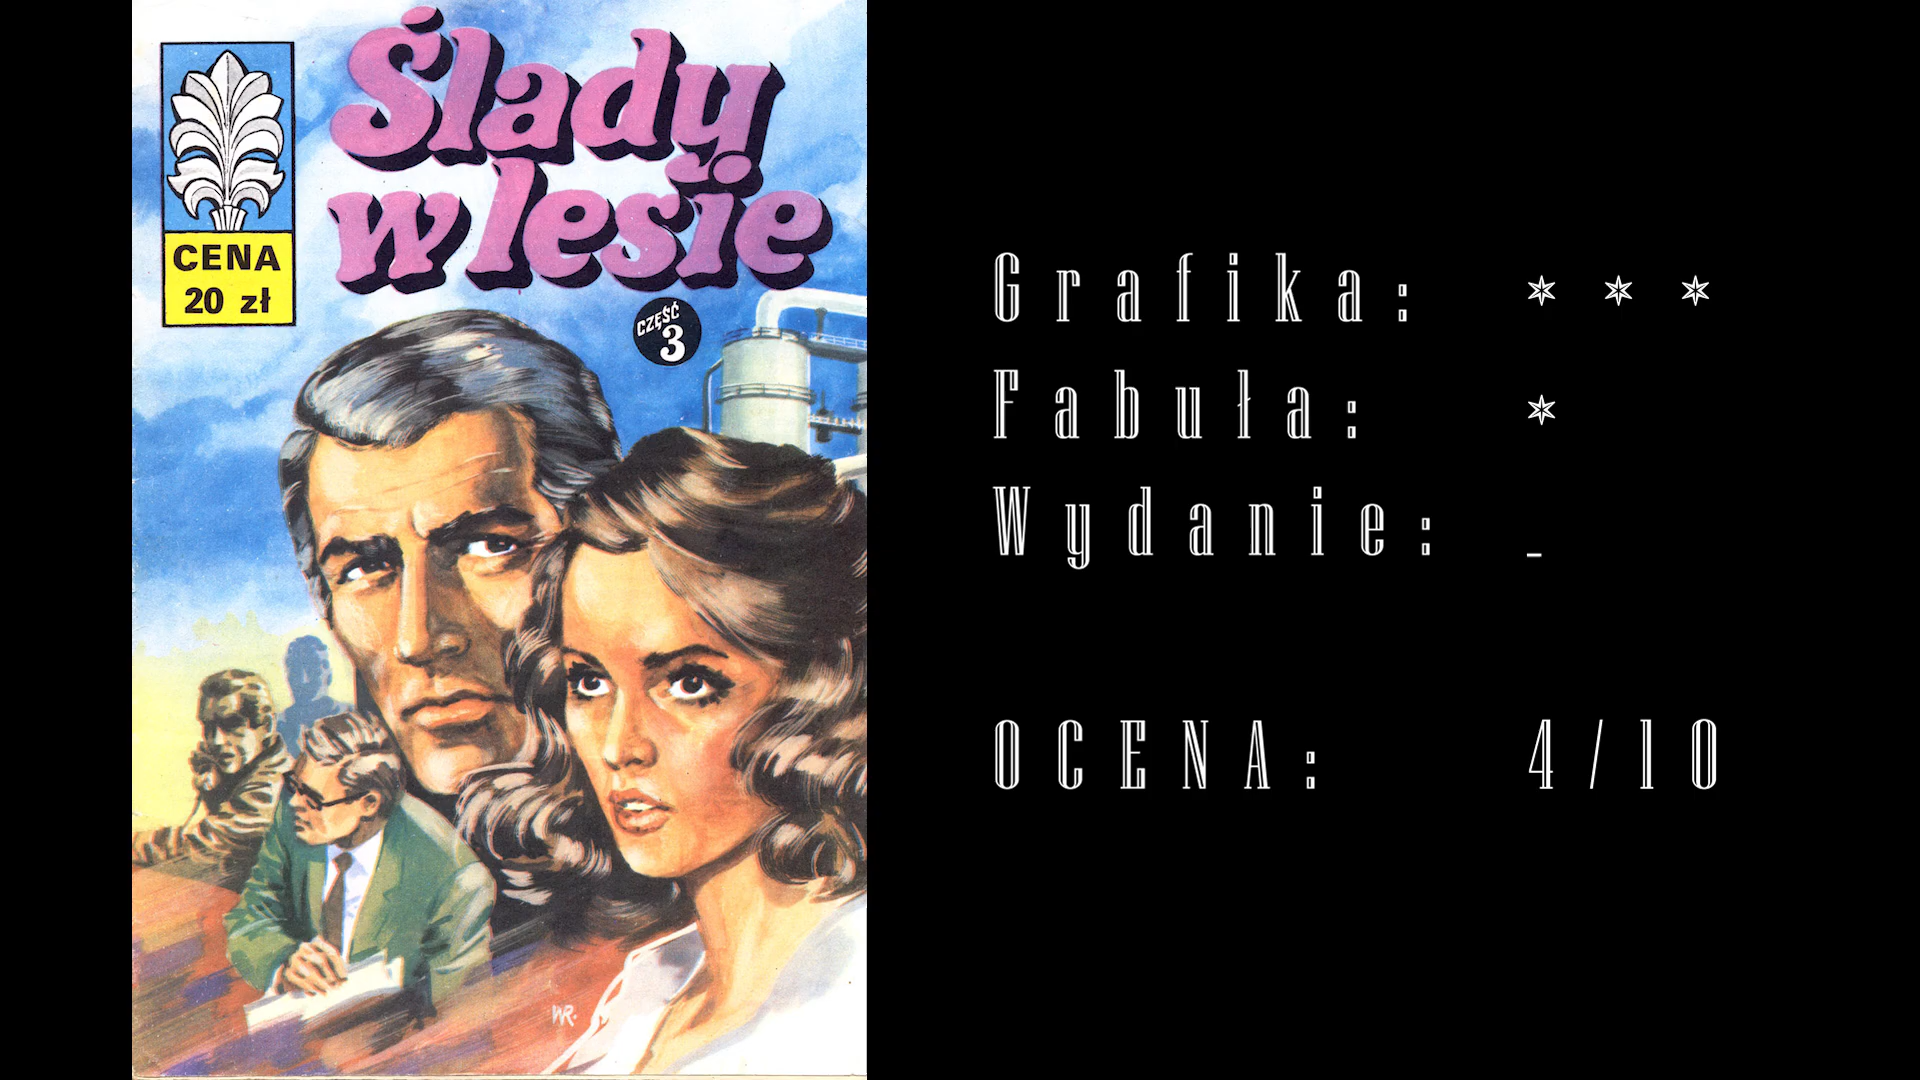 Ślady
w lesie
CENA
20 zł
CZĘŚĆ
3
WR.
Grafika: * * *
Fabuła: *
Wydanie: -
OCENA: 4/10